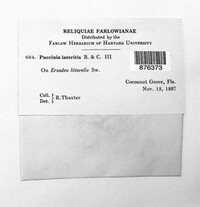 RELIQUIAE FARLOWIANAE
Distributed by the
FARLOW HERBARIUM OF HARVARD UNIVERSITY
876373
684. Puccinia lateritia B. & C. III
On Ernodea littoralis Sw.
Cocoanut Grove, Fla.
Nov. 15, 1897
Coll. } R. Thaxter
Det.